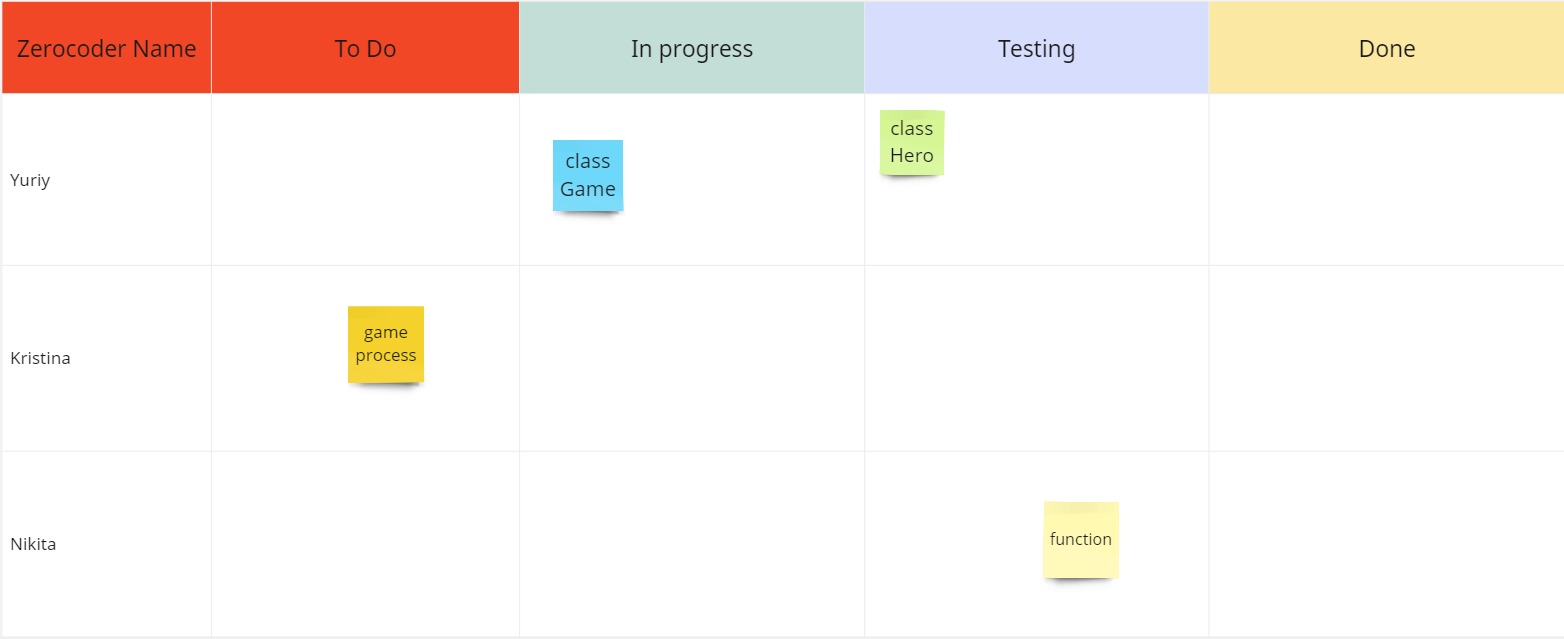 Zerocoder Name
To Do
In progress
Testing
Done
Yuriy
class
Game
class
Hero
Kristina
game
process
Nikita
function